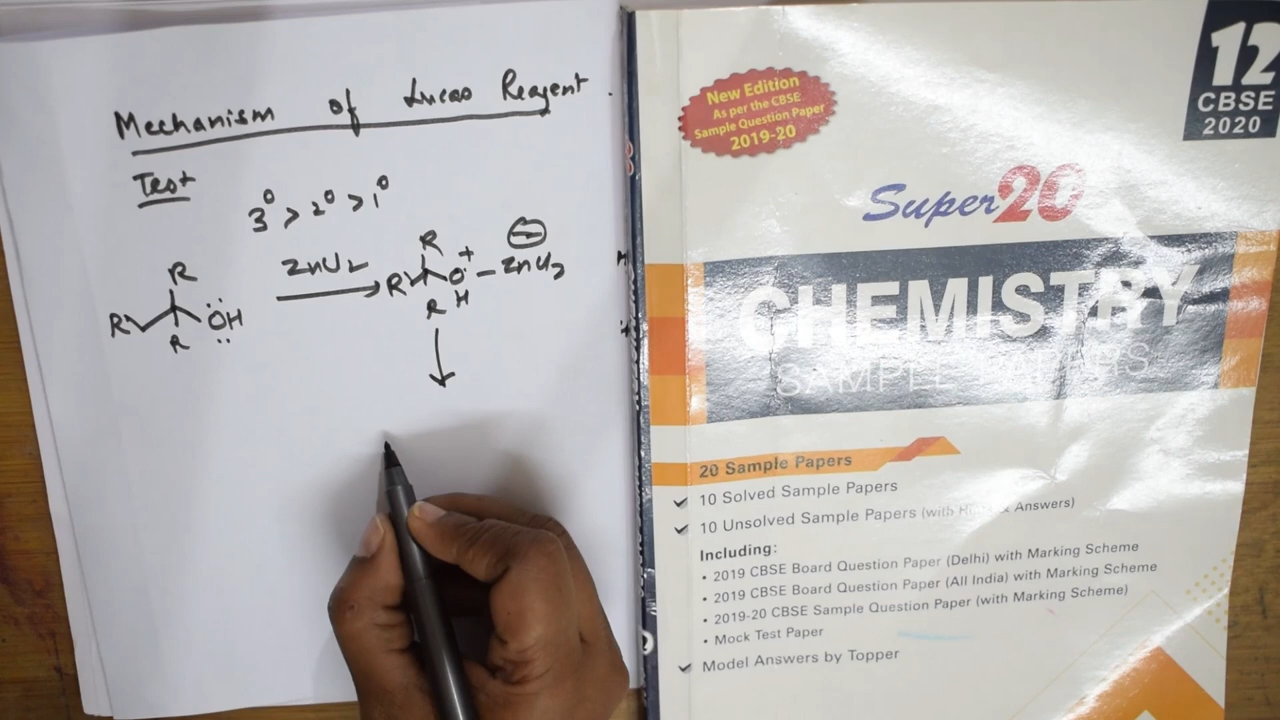 Mechanism of Lucas Reagent
Test
3° > 2° > 1°
R
R
R
ÖH
ZnCl2
R
R
R
O+
H
ZnCl2
New Edition
As per the CBSE
Sample Question Paper
2019-20
12
CBSE
2020
Super20
CHEMISTRY
SAMPLE PAPERS
20 Sample Papers
10 Solved Sample Papers
10 Unsolved Sample Papers (with & Answers)
Including:
• 2019 CBSE Board Question Paper (Delhi) with Marking Scheme
• 2019 CBSE Board Question Paper (All India) with Marking Scheme
• 2019-20 CBSE Sample Question Paper (with Marking Scheme)
• Mock Test Paper
Model Answers by Topper